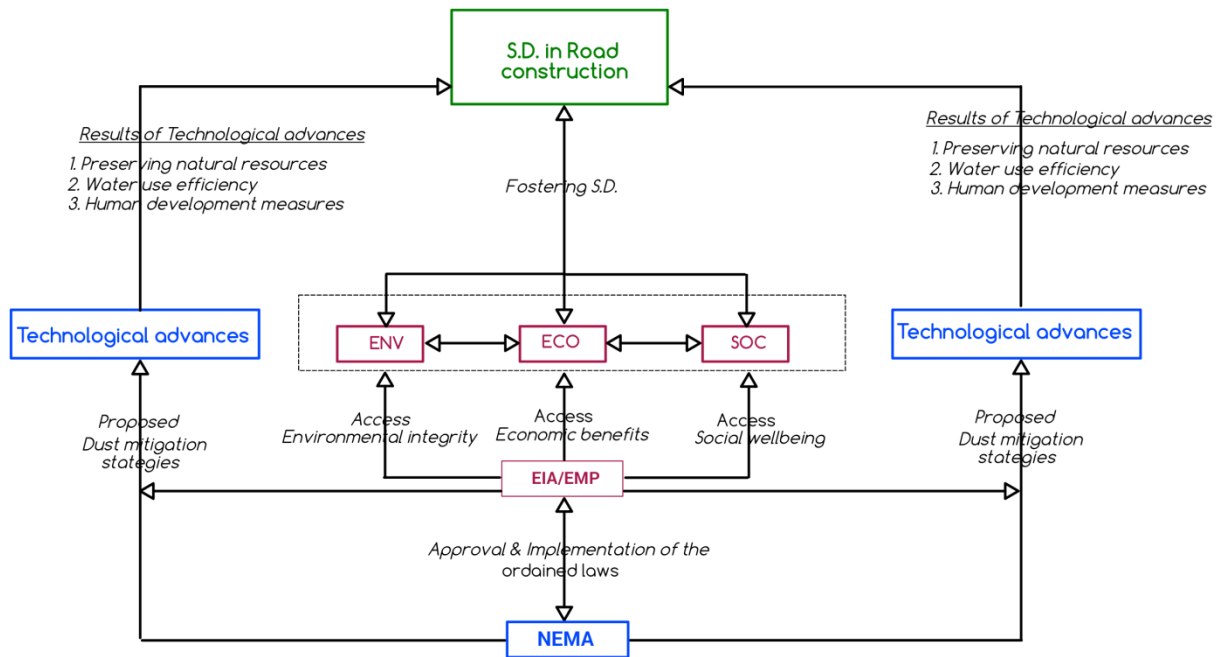 S.D. in Road
construction
Results of Technological advances
1. Preserving natural resources
2. Water use efficiency
3. Human development measures
Fostering S.D.
Results of Technological advances
1. Preserving natural resources
2. Water use efficiency
3. Human development measures
Technological advances
ENV
ECO
SOC
Technological advances
Proposed
Dust mitigation
stategies
Access
Environmental integrity
Access
Economic benefits
Access
Social wellbeing
Proposed
Dust mitigation
stategies
EIA/EMP
Approval & Implementation of the
ordained laws
NEMA